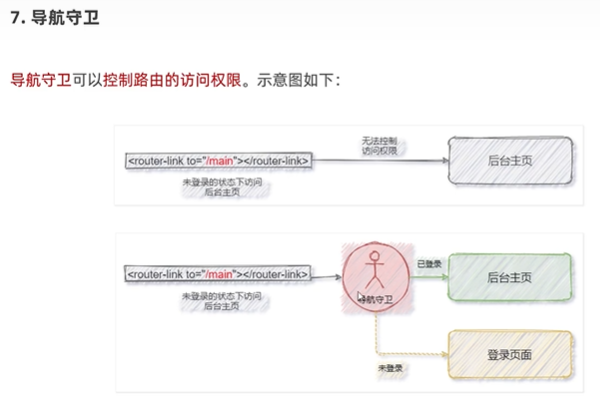 7. 导航守卫
导航守卫可以控制路由的访问权限。示意图如下：
<router-link to="/main"></router-link>
无法控制
访问权限
后台主页
未登录的状态下访问
后台主页
<router-link to="/main"></router-link>
导航守卫
已登录
后台主页
未登录的状态下访问
后台主页
未登录
登录页面